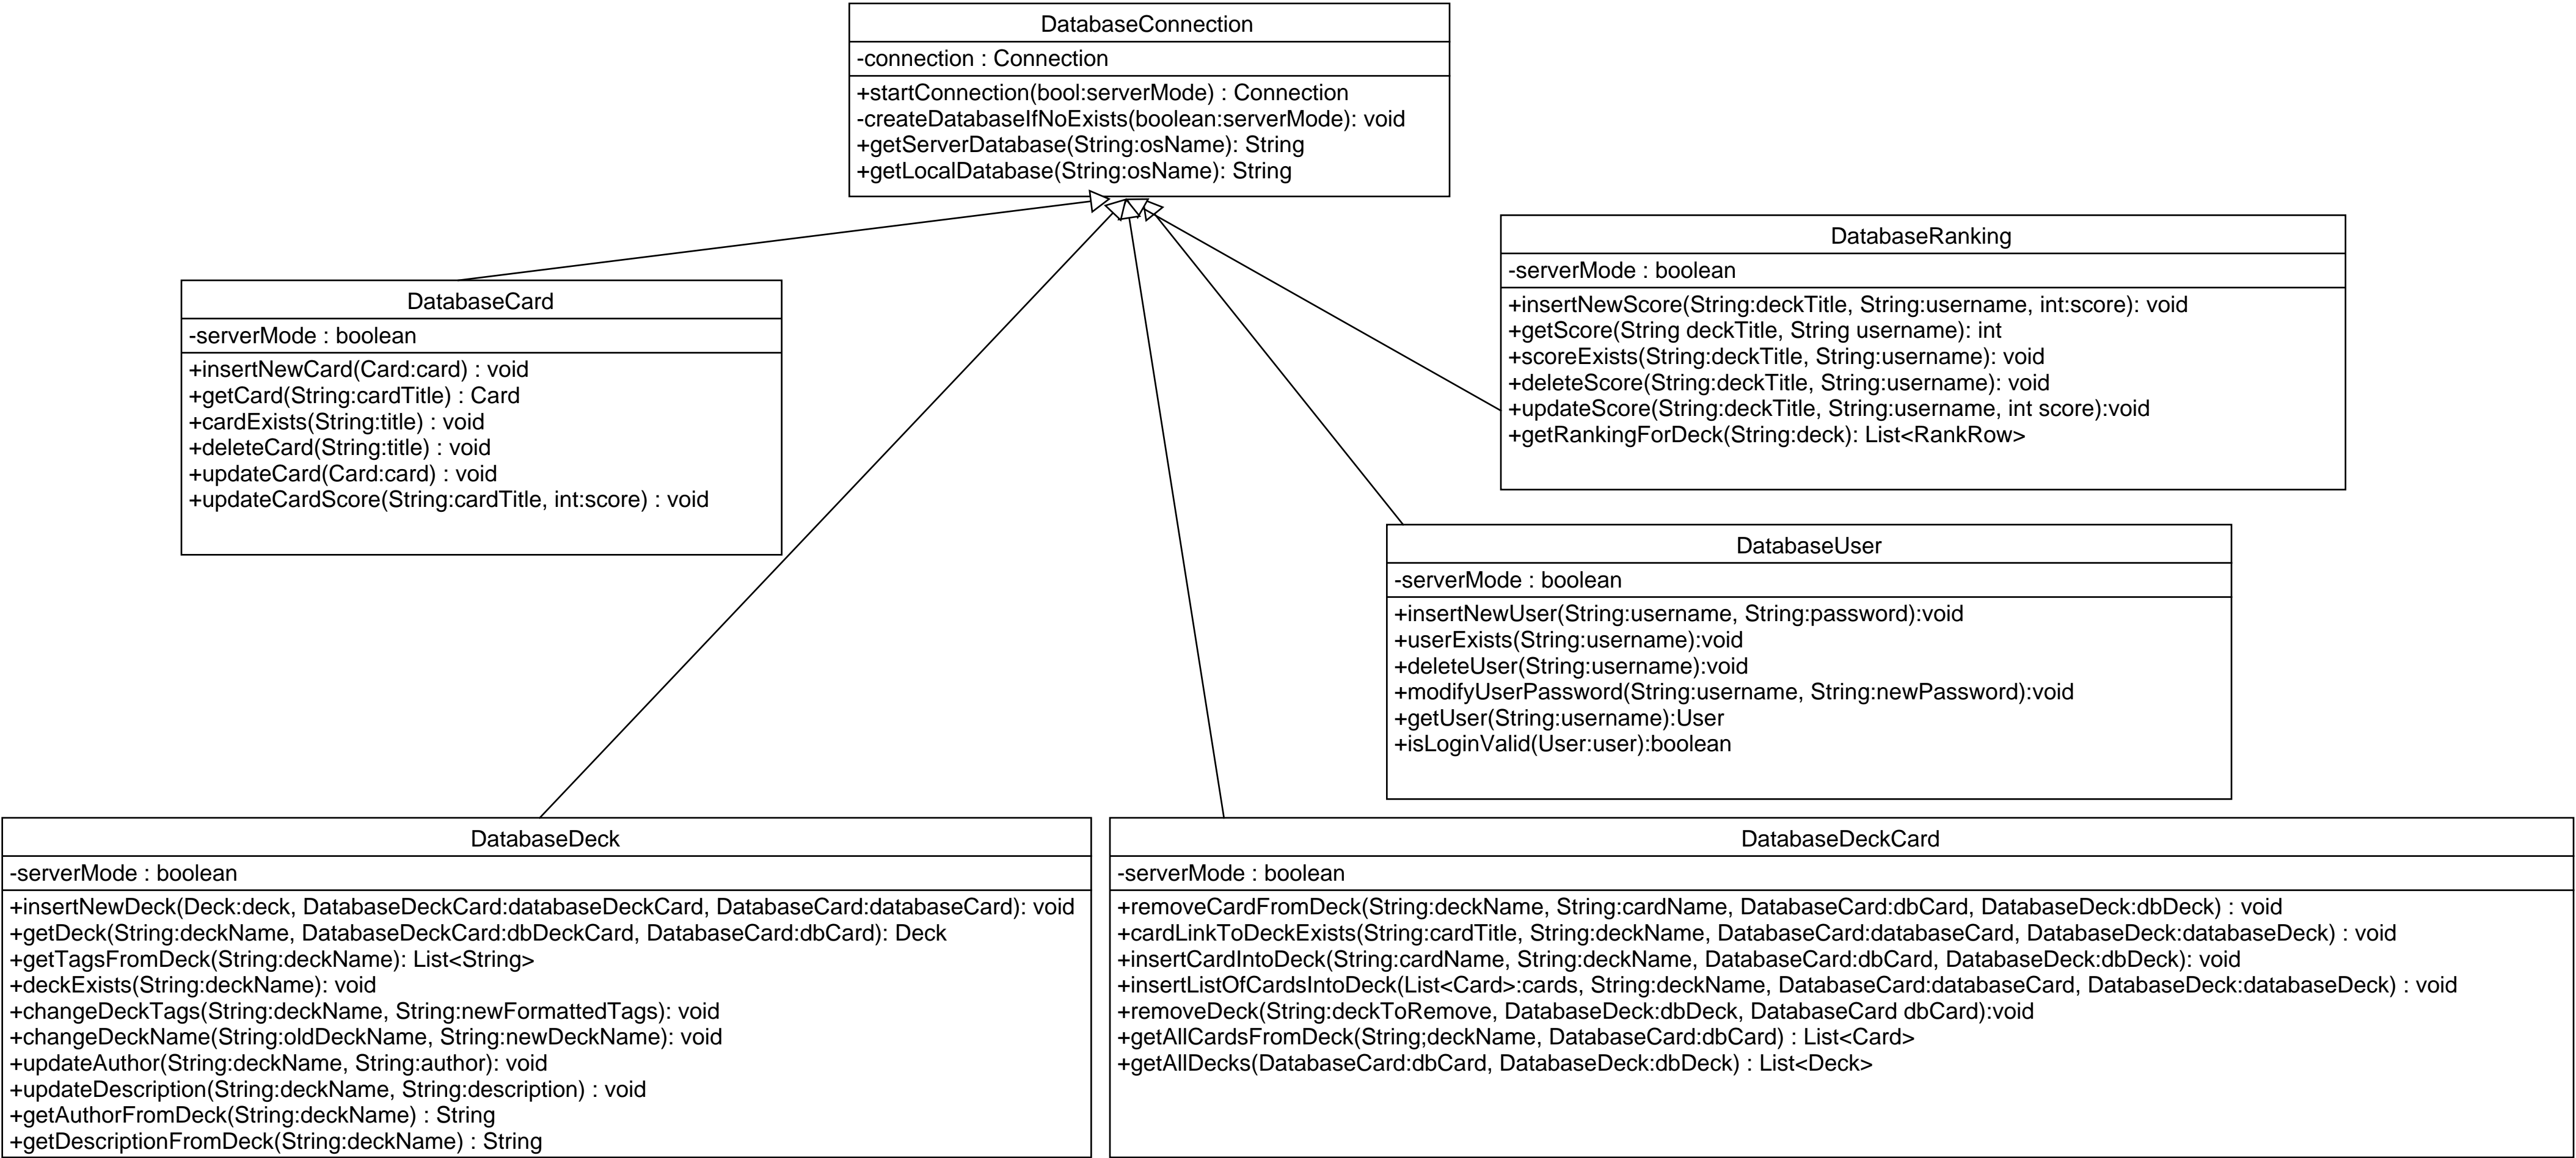 DatabaseConnection
-connection : Connection
+startConnection(bool:serverMode) : Connection
-createDatabaseIfNoExists(boolean:serverMode): void
+getServerDatabase(String:osName): String
+getLocalDatabase(String:osName): String
DatabaseRanking
-serverMode : boolean
+insertNewScore(String:deckTitle, String:username, int:score): void
+getScore(String deckTitle, String username): int
+scoreExists(String:deckTitle, String:username): void
+deleteScore(String:deckTitle, String:username): void
+updateScore(String:deckTitle, String:username, int score):void
+getRankingForDeck(String:deck): List<RankRow>
DatabaseCard
-serverMode : boolean
+insertNewCard(Card:card) : void
+getCard(String:cardTitle) : Card
+cardExists(String:title) : void
+deleteCard(String:title) : void
+updateCard(Card:card) : void
+updateCardScore(String:cardTitle, int:score) : void
DatabaseUser
-serverMode : boolean
+insertNewUser(String:username, String:password):void
+userExists(String:username):void
+deleteUser(String:username):void
+modifyUserPassword(String:username, String:newPassword):void
+getUser(String:username):User
+isLoginValid(User:user):boolean
DatabaseDeck
-serverMode : boolean
+insertNewDeck(Deck:deck, DatabaseDeckCard:databaseDeckCard, DatabaseCard:databaseCard): void
+getDeck(String:deckName, DatabaseDeckCard:dbDeckCard, DatabaseCard:dbCard): Deck
+getTagsFromDeck(String:deckName): List<String>
+deckExists(String:deckName): void
+changeDeckTags(String:deckName, String:newFormattedTags): void
+changeDeckName(String:oldDeckName, String:newDeckName): void
+updateAuthor(String:deckName, String:author): void
+updateDescription(String:deckName, String:description) : void
+getAuthorFromDeck(String:deckName) : String
+getDescriptionFromDeck(String:deckName) : String
DatabaseDeckCard
-serverMode : boolean
+removeCardFromDeck(String:deckName, String:cardName, DatabaseCard:dbCard, DatabaseDeck:dbDeck) : void
+cardLinkToDeckExists(String:cardTitle, String:deckName, DatabaseCard:databaseCard, DatabaseDeck:databaseDeck) : void
+insertCardIntoDeck(String:cardName, String:deckName, DatabaseCard:dbCard, DatabaseDeck:dbDeck): void
+insertListOfCardsIntoDeck(List<Card>:cards, String:deckName, DatabaseCard:databaseCard, DatabaseDeck:databaseDeck) : void
+removeDeck(String:deckToRemove, DatabaseDeck:dbDeck, DatabaseCard dbCard):void
+getAllCardsFromDeck(String;deckName, DatabaseCard:dbCard) : List<Card>
+getAllDecks(DatabaseCard:dbCard, DatabaseDeck:dbDeck) : List<Deck>